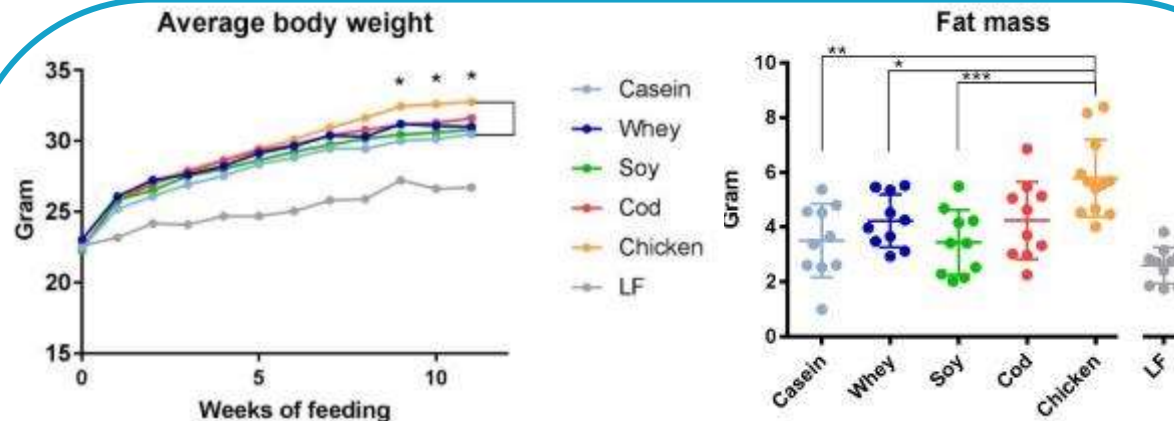 Average body weight
35
30
25
20
15
Gram
0
5
10
Weeks of feeding
* * *
Casein
Whey
Soy
Cod
Chicken
LF
Fat mass
**
*
***
10
8
6
4
2
0
Gram
Casein
Whey
Soy
Cod
Chicken
LF